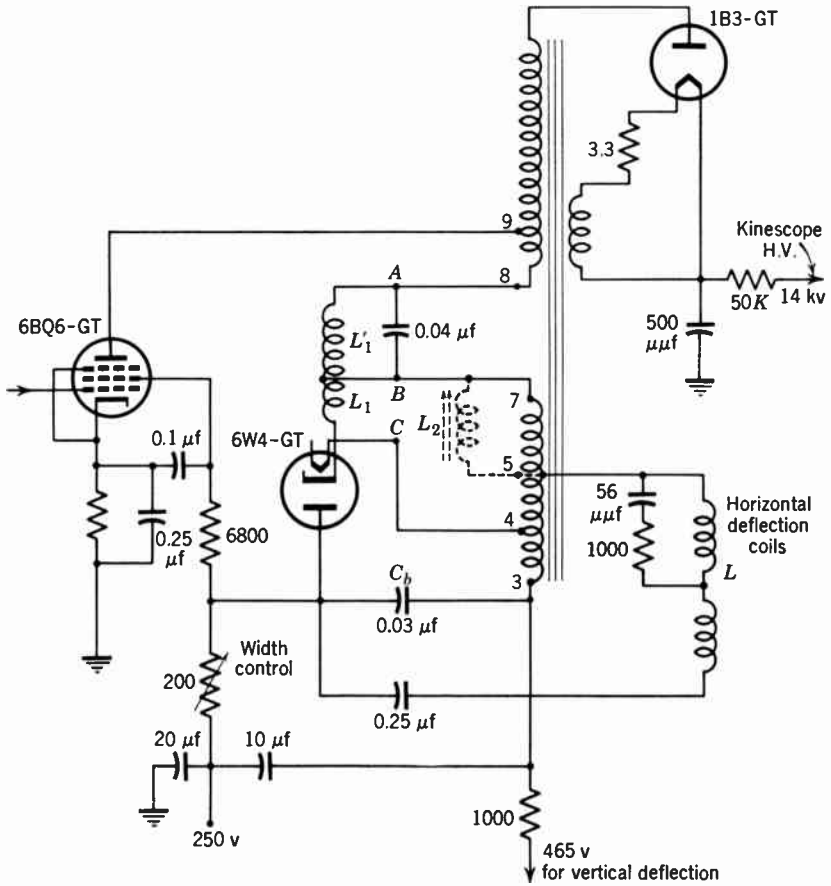 1B3-GT
3.3
9
Kinescope
H.V.
8
A
50K
14 kv
6BQ6-GT
L'1
0.04 μf
500
μμf
B
7
L1
L2
0.1 μf
6W4-GT
C
5
56
μμf
Horizontal
deflection
coils
0.25
μf
6800
4
1000
L
3
Cb
0.03 μf
Width
control
200
0.25 μf
20 μf
10 μf
1000
250 v
465 v
for vertical deflection